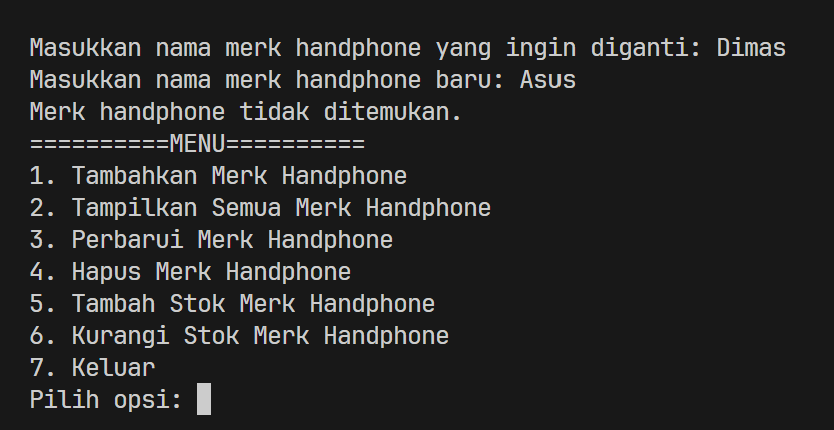 Masukkan nama merk handphone yang ingin diganti: Dimas
Masukkan nama merk handphone baru: Asus
Merk handphone tidak ditemukan.
==========MENU==========
1. Tambahkan Merk Handphone
2. Tampilkan Semua Merk Handphone
3. Perbarui Merk Handphone
4. Hapus Merk Handphone
5. Tambah Stok Merk Handphone
6. Kurangi Stok Merk Handphone
7. Keluar
Pilih opsi: